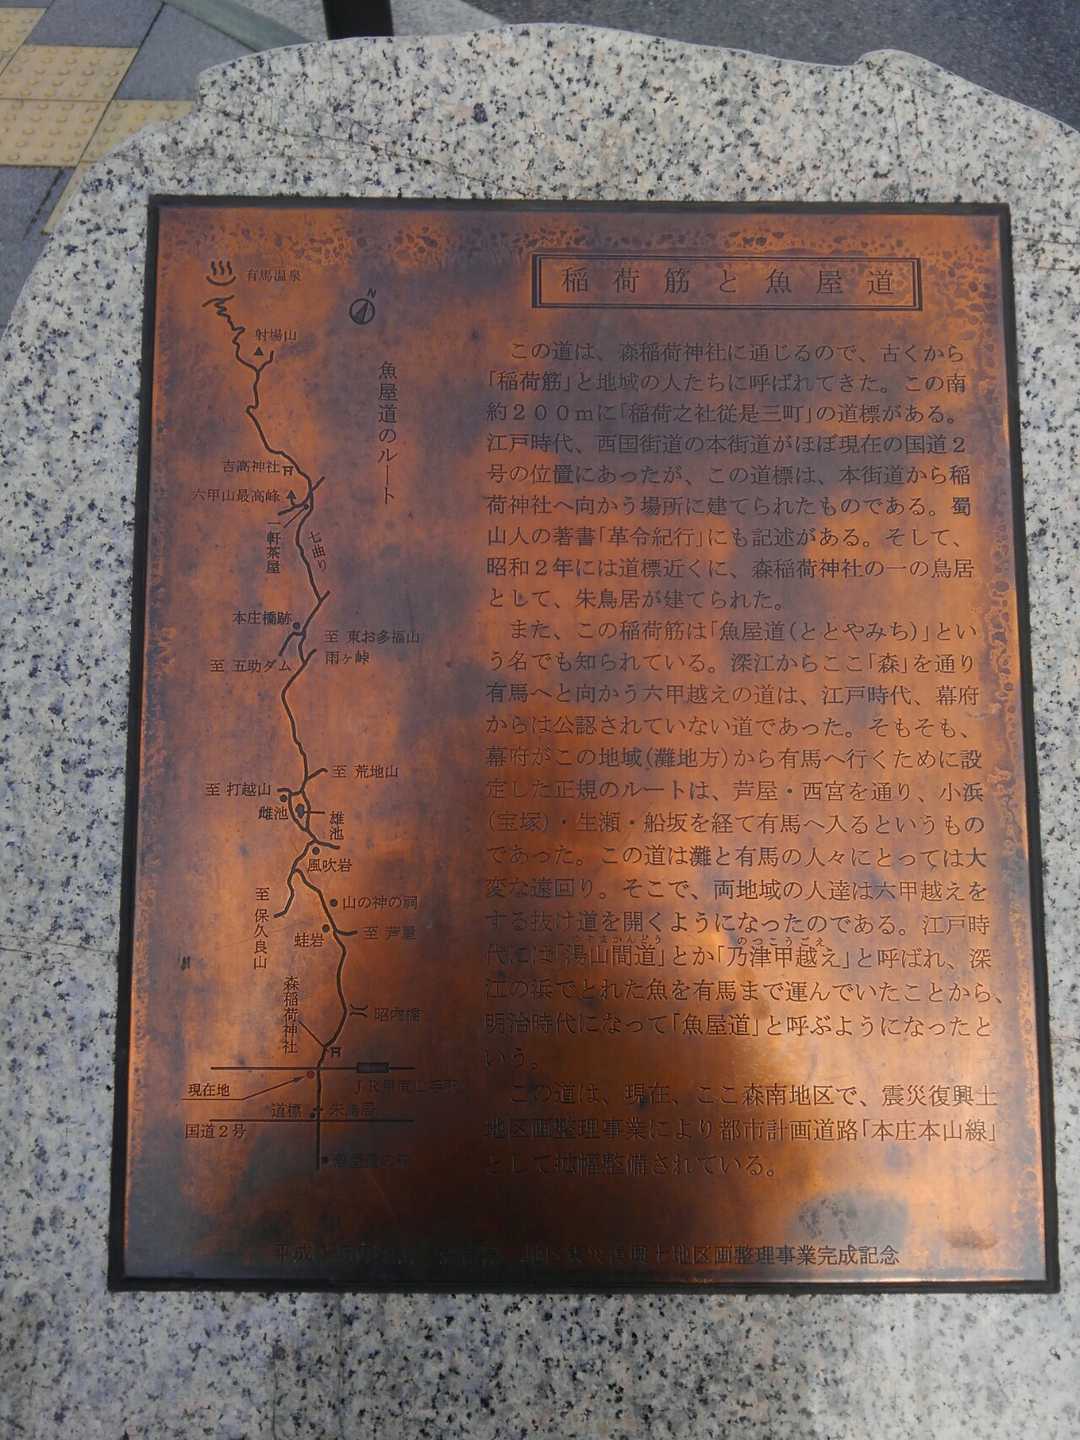 稲荷筋と魚屋道
この道は、森稲荷神社に通じるので、古くから
「稲荷筋」と地域の人たちに呼ばれてきた。この南
約200mに「稲荷之社従是三町」の道標がある。
江戸時代、西国街道の本街道がほぼ現在の国道2
号の位置にあったが、この道標は、本街道から稲
荷神社へ向かう場所に建てられたものである。蜀
山人の著書「革令紀行」にも記述がある。そして、
昭和2年には道標近くに、森稲荷神社の一の鳥居
として、朱鳥居が建てられた。
また、この稲荷筋は「魚屋道(ととやみち)」とい
う名でも知られている。深江からここ「森」を通り
有馬へと向かう六甲越えの道は、江戸時代、幕府
からは公認されていない道であった。そもそも、
幕府がこの地域(灘地方)から有馬へ行くために設
定した正規のルートは、芦屋・西宮を通り、小浜
(宝塚)・生瀬・船坂を経て有馬へ入るというもの
であった。この道は灘と有馬の人々にとっては大
変な遠回り。そこで、両地域の人達は六甲越えを
する抜け道を開くようになったのである。江戸時
代には「湯山間道」とか「乃津甲越え」と呼ばれ、深
江の浜でとれた魚を有馬まで運んでいたことから、
明治時代になって「魚屋道」と呼ぶようになったと
いう。
この道は、現在、ここ森南地区で、震災復興土
地区画整理事業により都市計画道路「本庄本山線」
として拡幅整備されている。
魚屋道のルート
N
有馬温泉
射場山
吉高神社
六甲山最高峰
一軒茶屋
七曲り
本庄橋跡
至 東お多福山
雨ヶ峠
至 五助ダム
至 荒地山
至 打越山
雌池
雄池
風吹岩
至 保久良山
山の神の祠
蛙岩
至 芦屋
森稲荷神社
現在地
道標
朱鳥居
国道2号
土地区画整理事業完成記念